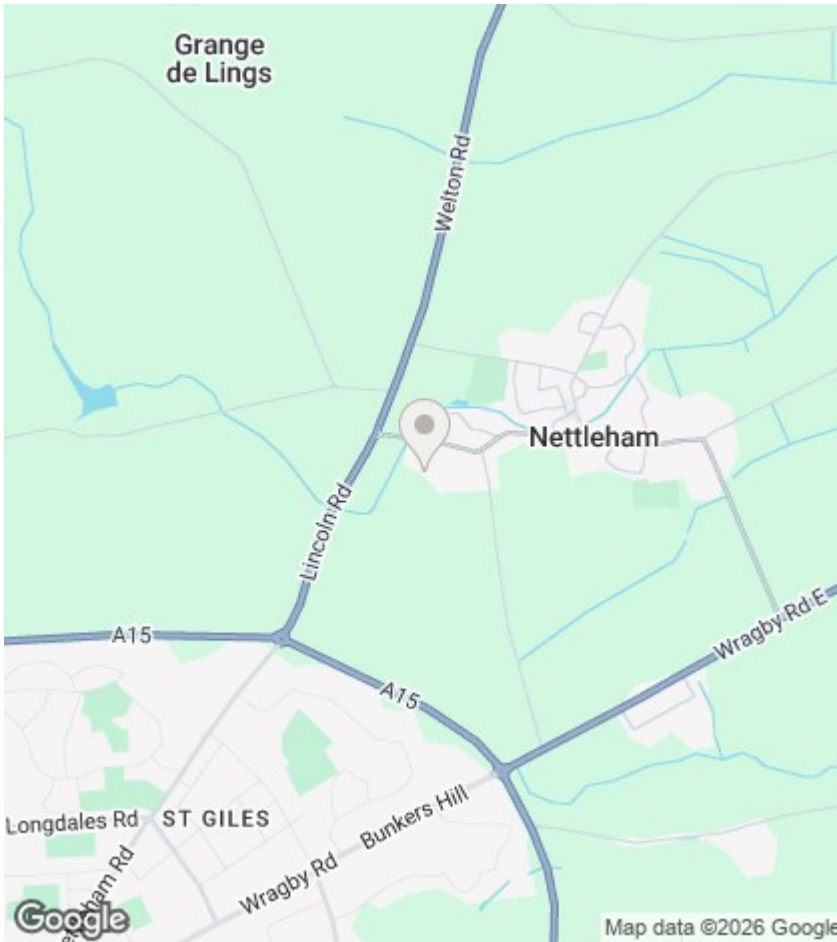 Grange
de Lings
Welton Rd
Nettleham
Lincoln Rd
Wragby Rd E
A15
A15
Longdales Rd
ST GILES
Bunkers Hill
Wragby Rd
Rd
Google
Map data ©2026 Google